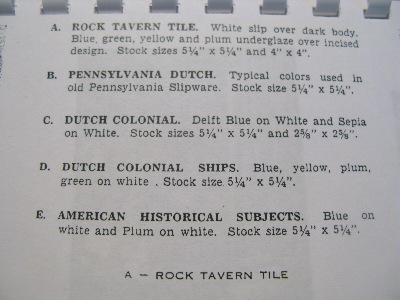 A. ROCK TAVERN TILE. White slip over dark body,
Blue, green, yellow and plum underglaze over incised
design. Stock sizes 5¼" x 5¼" and 4" x 4".
B. PENNSYLVANIA DUTCH. Typical colors used in
old Pennsylvania Slipware. Stock size 5¼" x 5¼".
C. DUTCH COLONIAL. Delft Blue on White and Sepia
on White. Stock sizes 5¼" x 5¼" and 2⅝" x 2⅝".
D. DUTCH COLONIAL SHIPS. Blue, yellow, plum,
green on white . Stock size 5¼" x 5¼".
E. AMERICAN HISTORICAL SUBJECTS. Blue on
white and Plum on white. Stock size 5¼" x 5¼".
A – ROCK TAVERN TILE